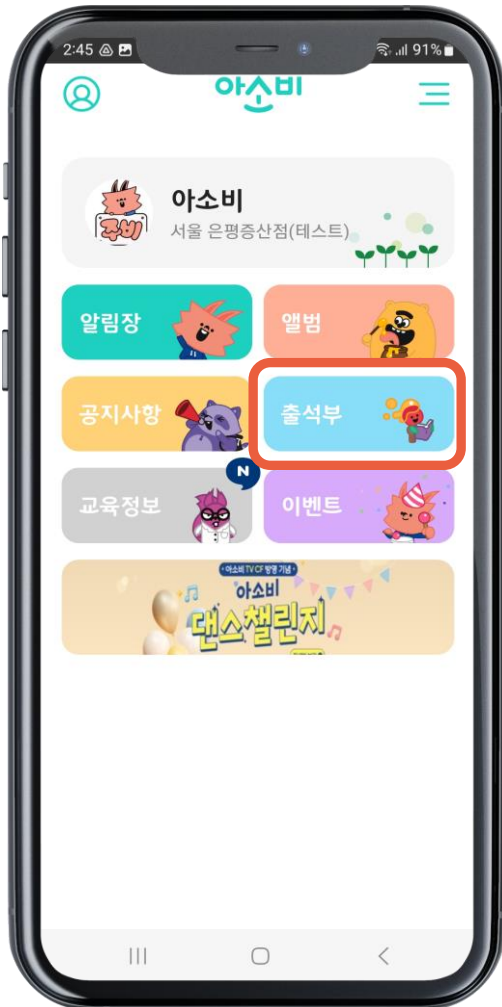 2:45 91%
아소비
주비
아소비
서울 은평증산점(테스트)
알림장
앨범
공지사항
출석부
N
교육정보
이벤트
·아소비 TV CF 방영 기념·
아소비
댄스챌린지